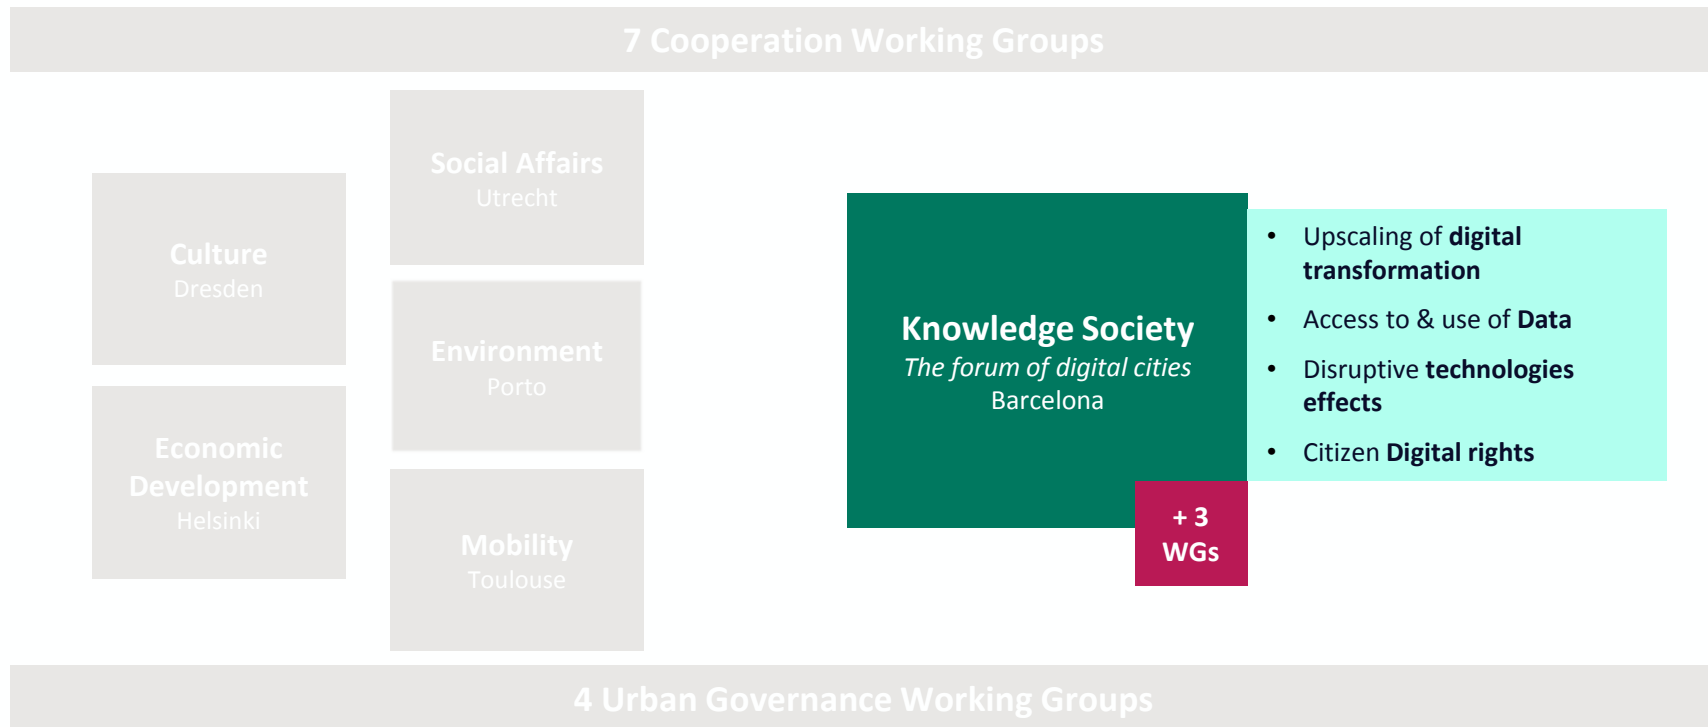 7 Cooperation Working Groups
Culture
Dresden
Economic
Development
Helsinki
Social Affairs
Utrecht
Environment
Porto
Mobility
Toulouse
Knowledge Society
The forum of digital cities
Barcelona
+ 3
WGs
• Upscaling of digital
transformation
• Access to & use of Data
• Disruptive technologies
effects
• Citizen Digital rights
4 Urban Governance Working Groups